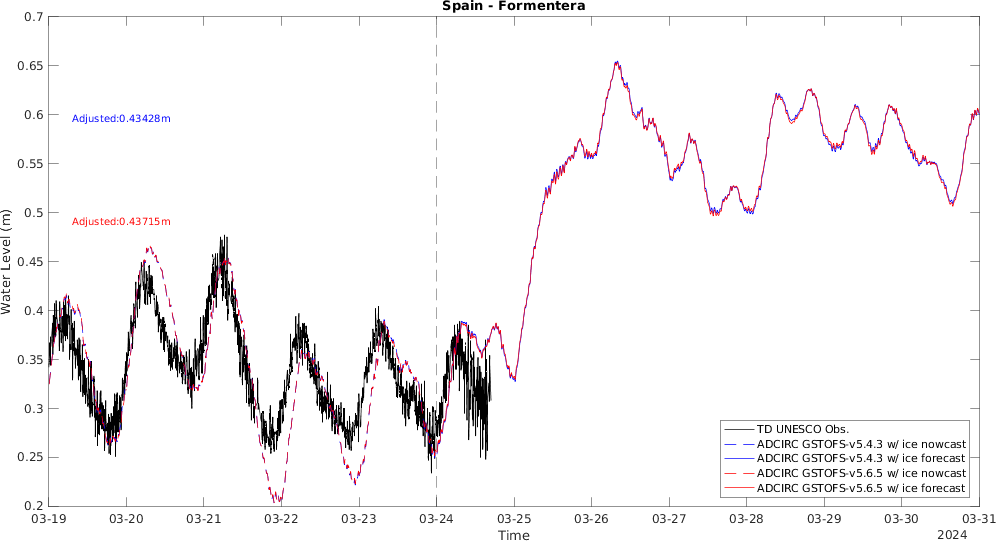 Spain - Formentera
0.7
0.65
0.6
0.55
0.5
0.45
0.4
0.35
0.3
0.25
0.2
Water Level (m)
Adjusted:0.43428m
Adjusted:0.43715m
TD UNESCO Obs.
ADCIRC GSTOFS-v5.4.3 w/ ice nowcast
ADCIRC GSTOFS-v5.4.3 w/ ice forecast
ADCIRC GSTOFS-v5.6.5 w/ ice nowcast
ADCIRC GSTOFS-v5.6.5 w/ ice forecast
03-19 03-20 03-21 03-22 03-23 03-24 03-25 03-26 03-27 03-28 03-29 03-30 03-31
Time
2024